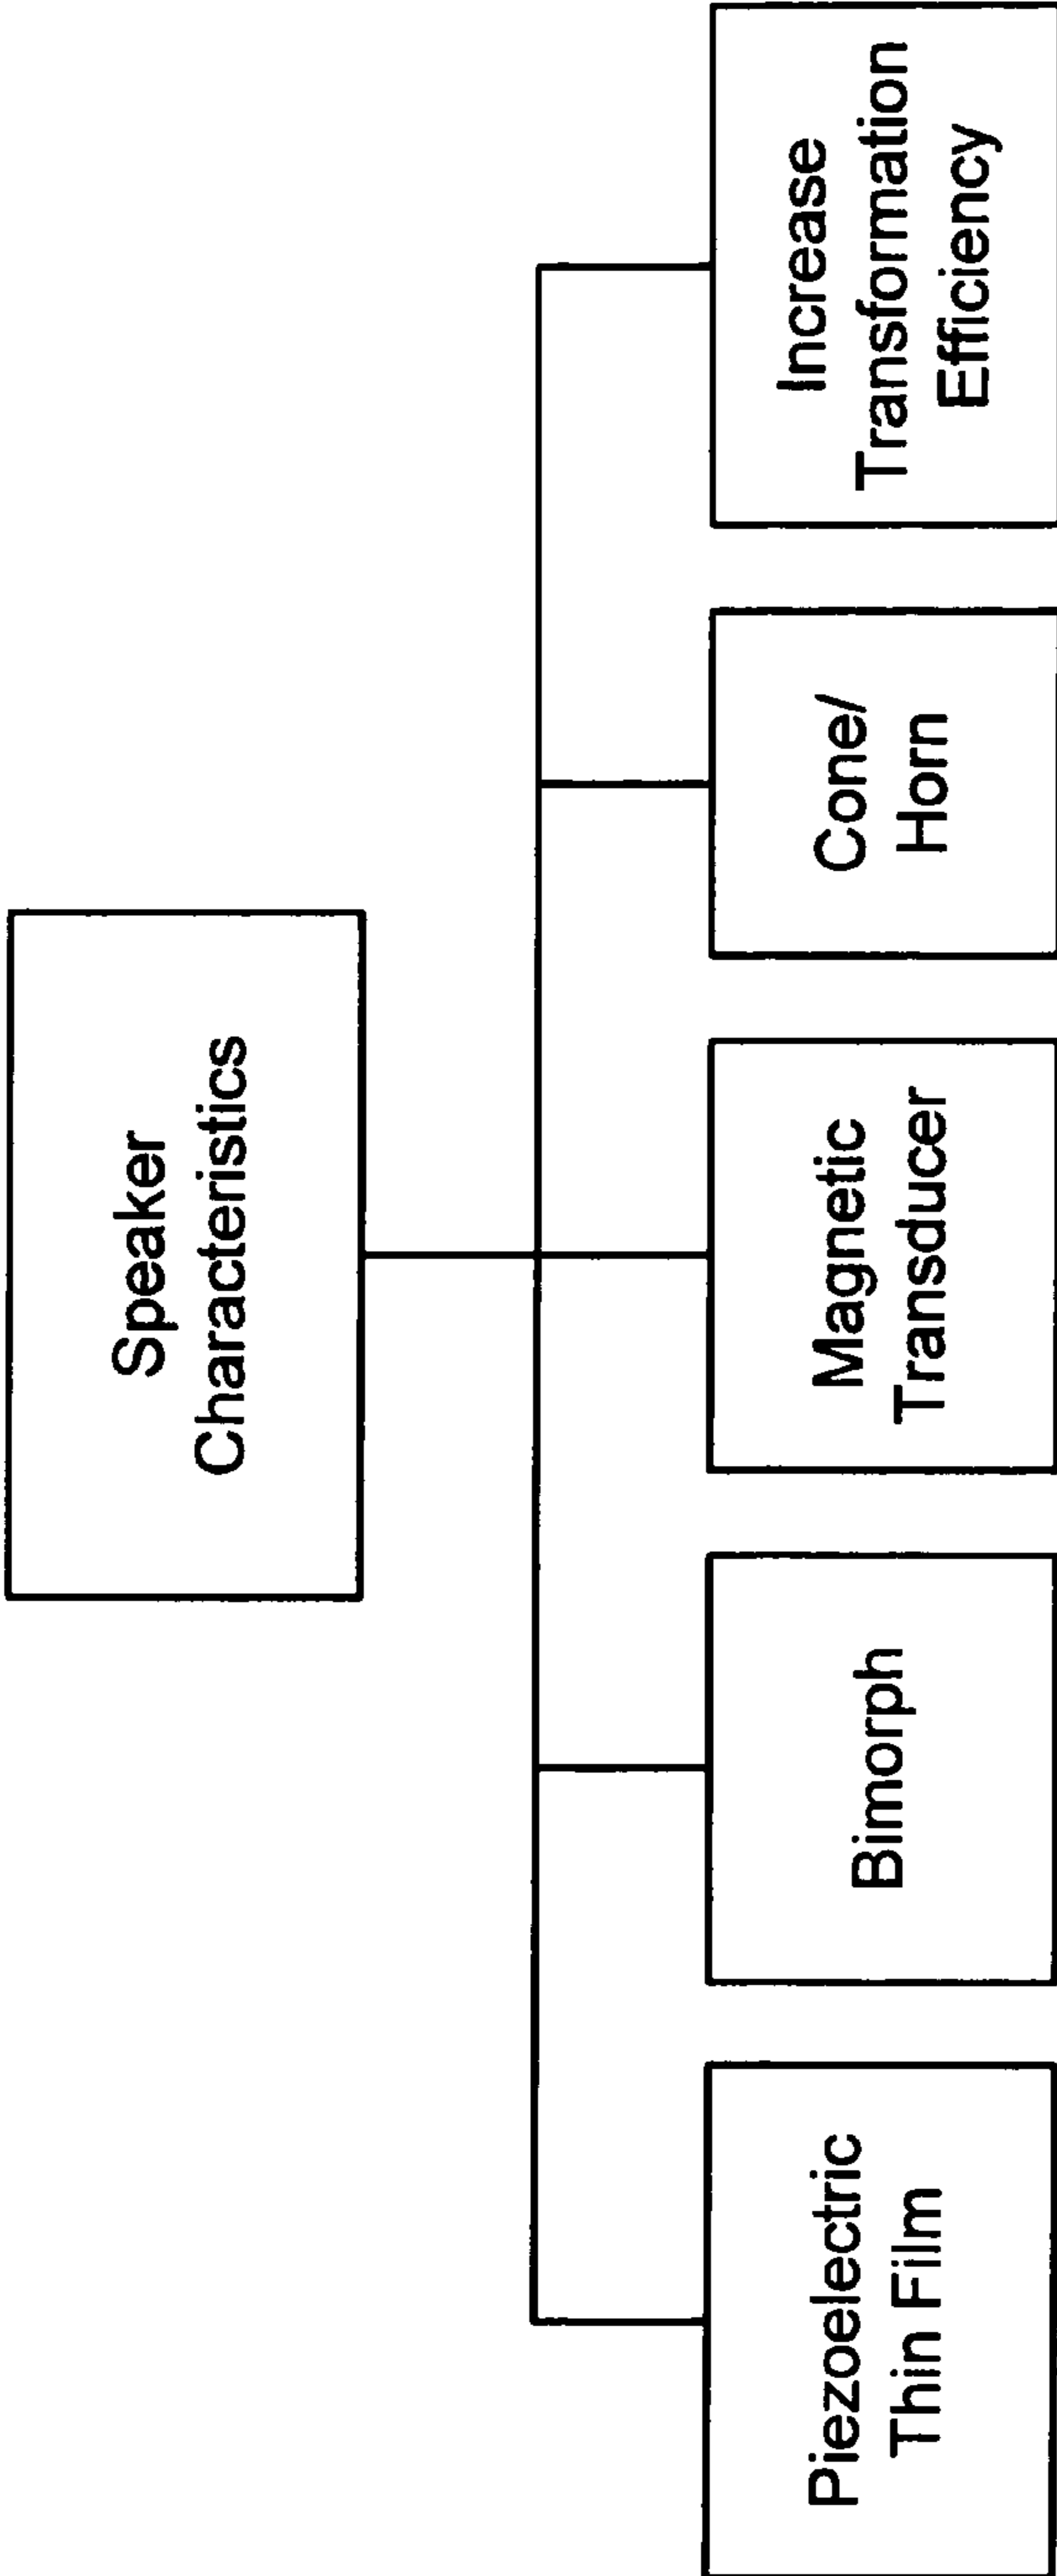 Speaker
Characteristics
Piezoelectric
Thin Film
Bimorph
Magnetic
Transducer
Cone/
Horn
Increase
Transformation
Efficiency